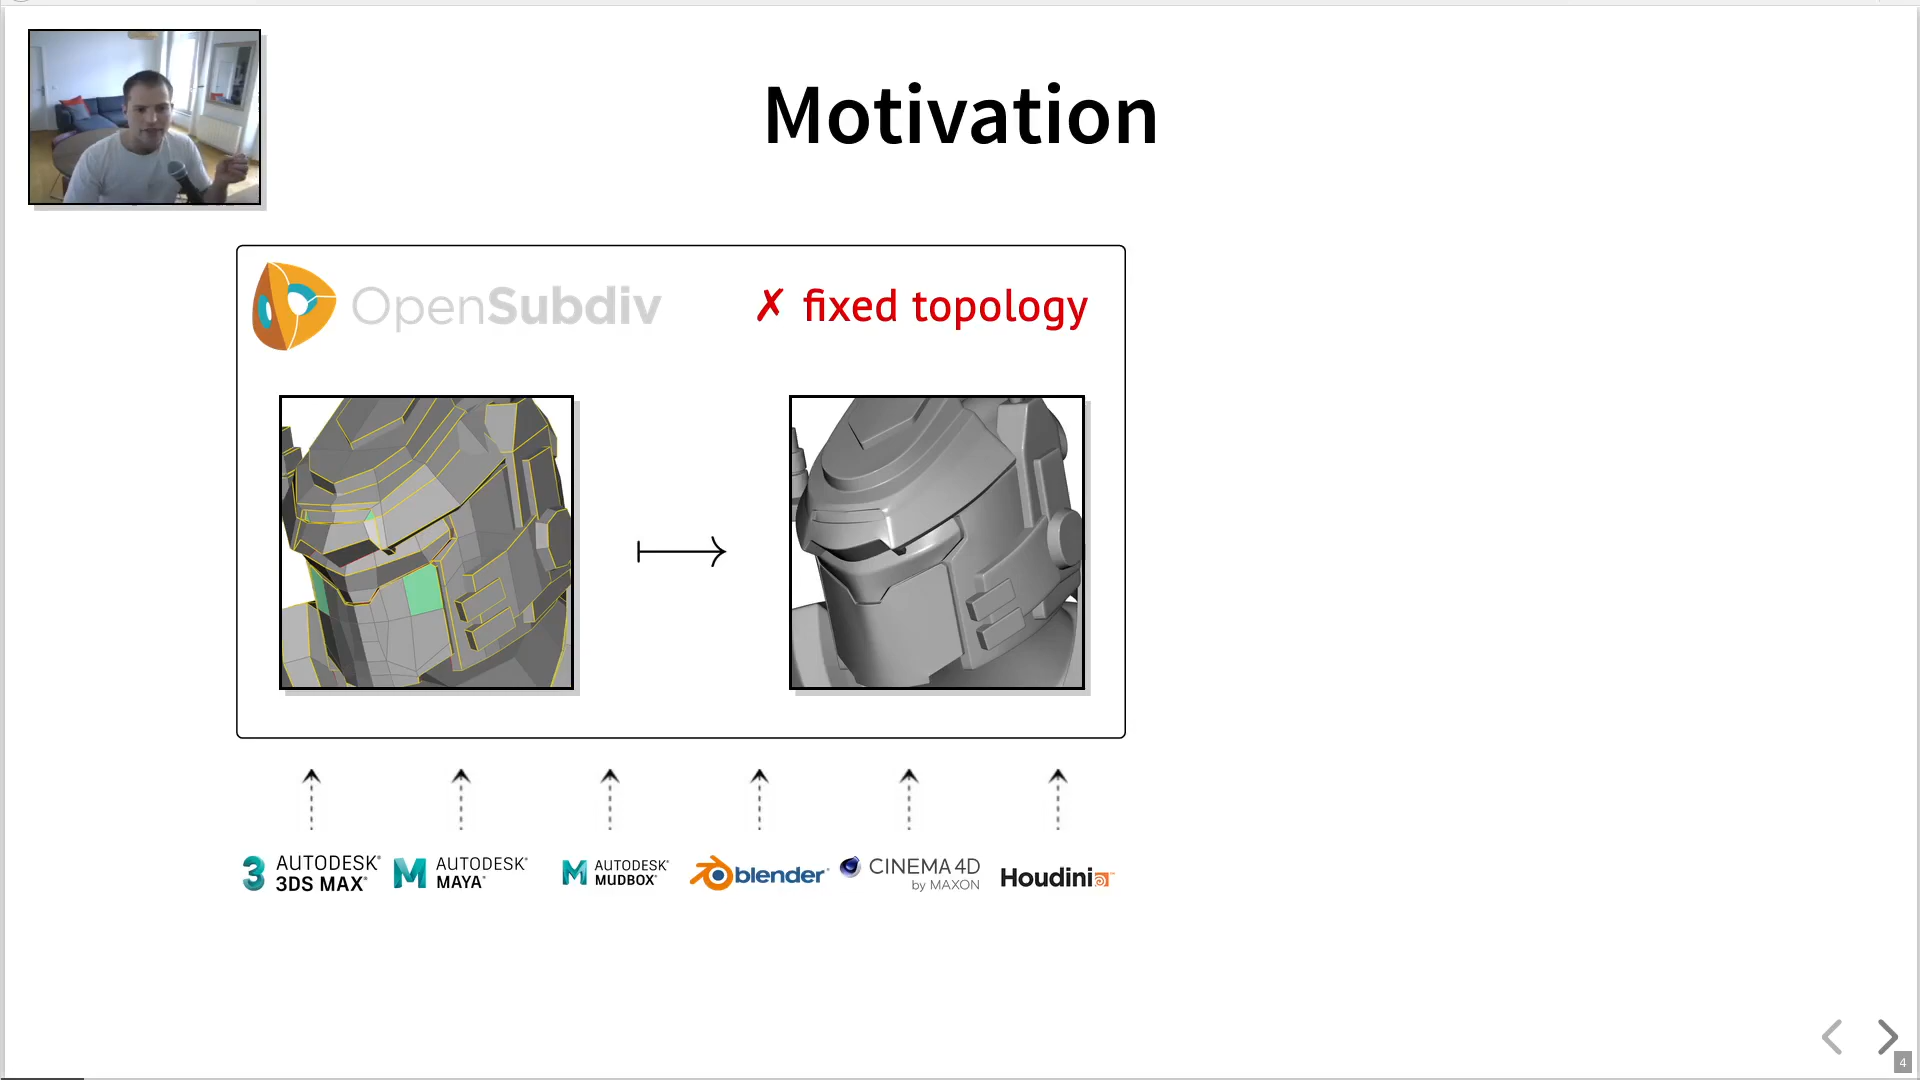 Motivation
OpenSubdiv
✗ fixed topology
AUTODESK®
3DS MAX®
AUTODESK®
MAYA®
AUTODESK®
MUDBOX®
blender
CINEMA 4D
by MAXON
Houdini
4